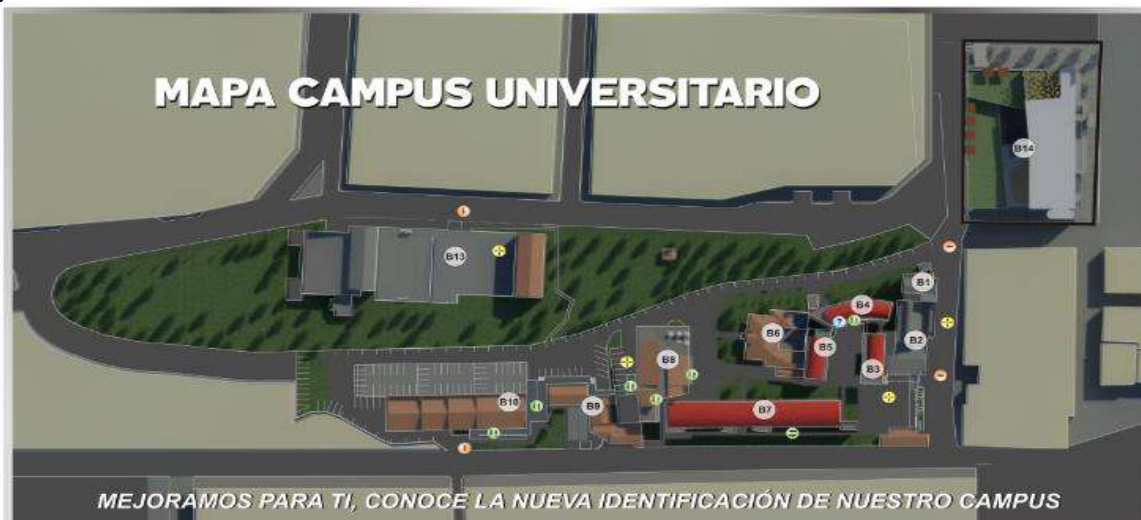 MAPA CAMPUS UNIVERSITARIO
B14
B13
B1
B4
B6
B5
B2
B3
B8
B10
B9
B7
MEJORAMOS PARA TI, CONOCE LA NUEVA IDENTIFICACIÓN DE NUESTRO CAMPUS